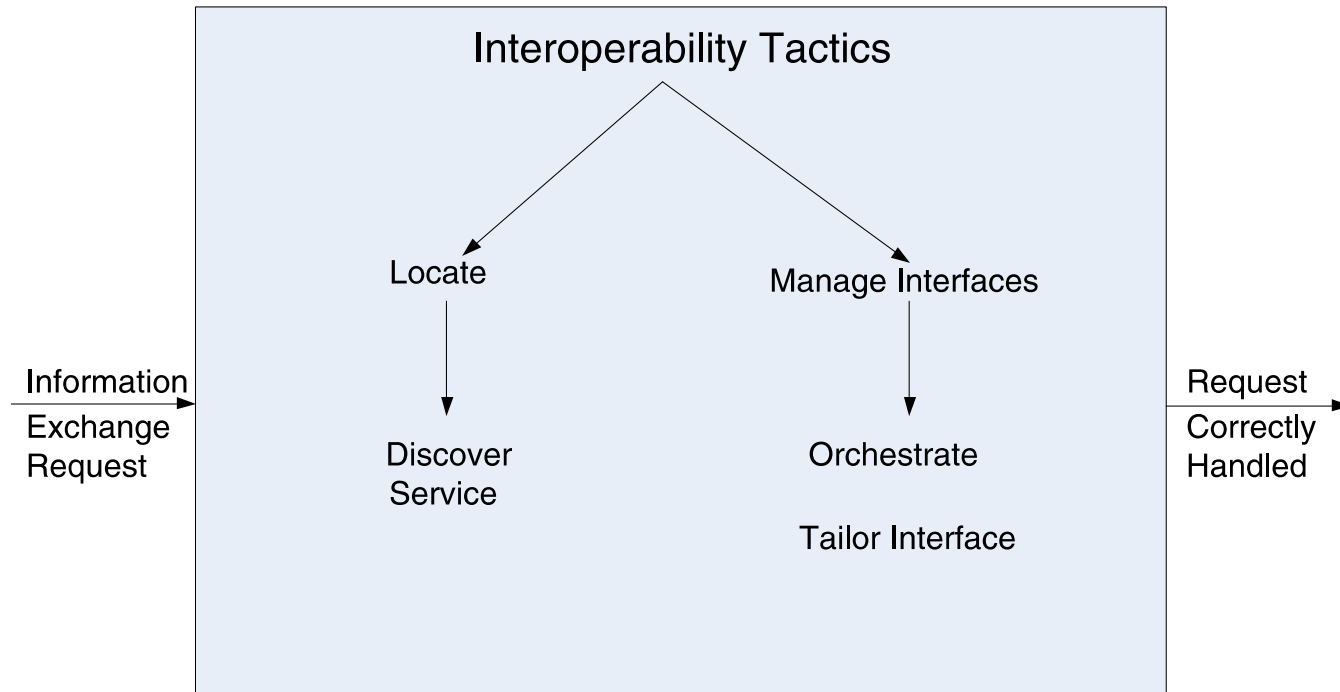 Interoperability Tactics
Locate
Manage Interfaces
Information
Exchange
Request
Discover
Service
Orchestrate
Tailor Interface
Request
Correctly
Handled